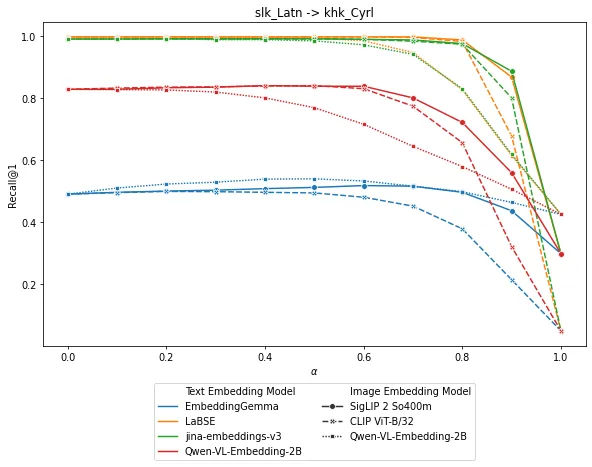 slk_Latn -> khk_Cyrl
Recall@1
1.0
0.8
0.6
0.4
0.2
0.0 0.2 0.4 0.6 0.8 1.0
α
Text Embedding Model Image Embedding Model
EmbeddingGemma SigLIP 2 So400m
LaBSE CLIP ViT-B/32
jina-embeddings-v3 Qwen-VL-Embedding-2B
Qwen-VL-Embedding-2B